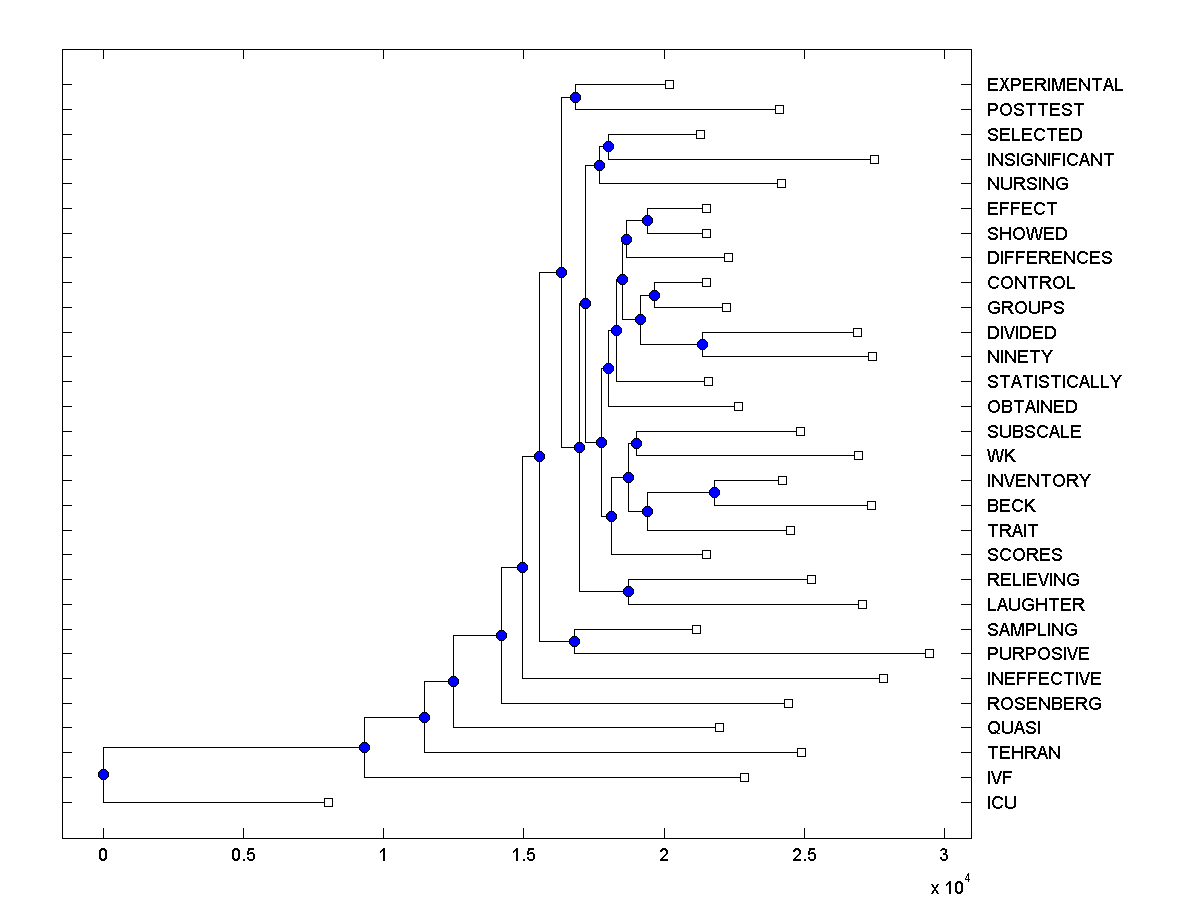 EXPERIMENTAL
POSTTEST
SELECTED
INSIGNIFICANT
NURSING
EFFECT
SHOWED
DIFFERENCES
CONTROL
GROUPS
DIVIDED
NINETY
STATISTICALLY
OBTAINED
SUBSCALE
WK
INVENTORY
BECK
TRAIT
SCORES
RELIEVING
LAUGHTER
SAMPLING
PURPOSIVE
INEFFECTIVE
ROSENBERG
QUASI
TEHRAN
IVF
ICU
0 0.5 1 1.5 2 2.5 3
x 10^4